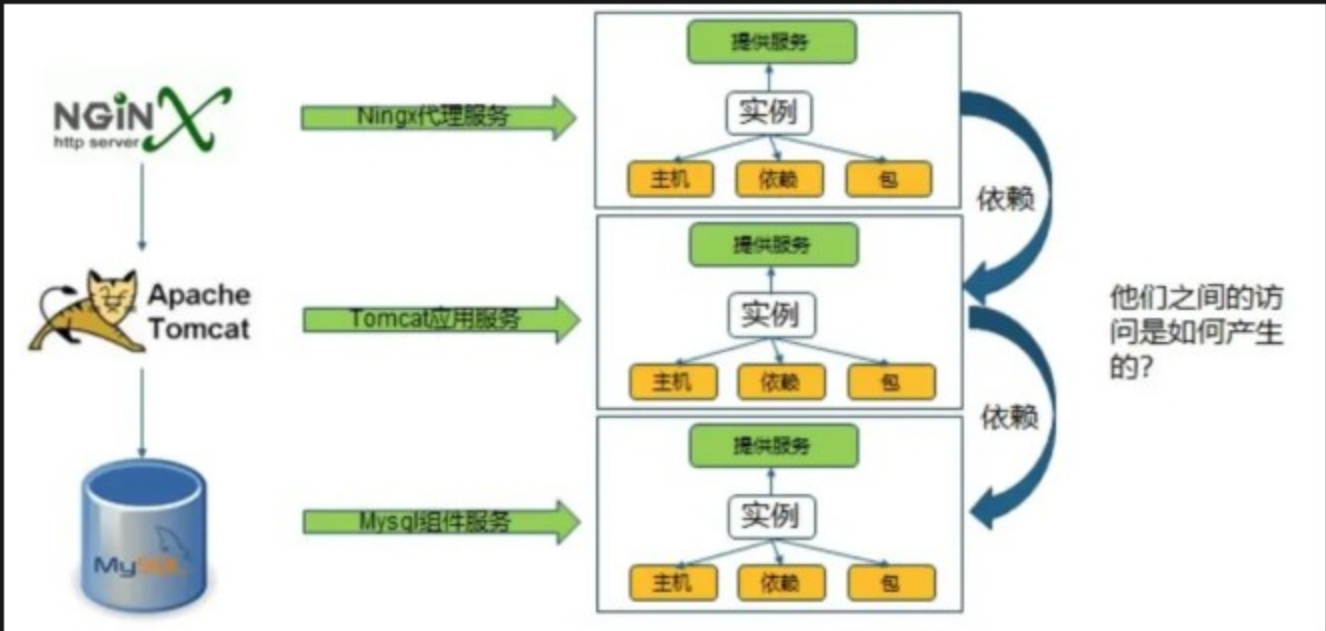 NGiNX
http server
Ningx代理服务
提供服务
实例
主机 依赖 包
依赖
Apache
Tomcat
Tomcat应用服务
提供服务
实例
主机 依赖 包
他们之间的访
问是如何产生
的?
依赖
MySQL
Mysql组件服务
提供服务
实例
主机 依赖 包